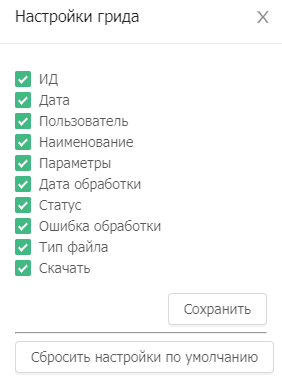 Настройки грида
ИД
Дата
Пользователь
Наименование
Параметры
Дата обработки
Статус
Ошибка обработки
Тип файла
Скачать
Сохранить
Сбросить настройки по умолчанию